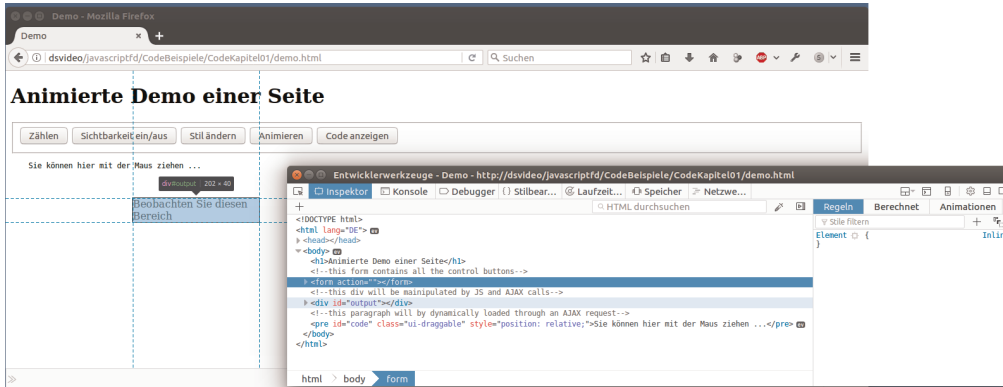 Demo - Mozilla Firefox
Demo × +
dsvideo/javascriptfd/CodeBeispiele/CodeKapitel01/demo.html
Suchen
ABP
S
Animierte Demo einer Seite
Zählen Sichtbarkeit ein/aus Stil ändern Animieren Code anzeigen
Sie können hier mit der Maus ziehen ...
div#output | 202 × 40
Beobachten Sie diesen
Bereich
Entwicklerwerkzeuge - Demo - http://dsvideo/javascriptfd/CodeBeispiele/CodeKapitel01/demo.html
Inspektor Konsole Debugger {} Stilbear... Laufzeit... Speicher Netzwe...
+ HTML durchsuchen
<!DOCTYPE html>
<html lang="DE"> ev
<head></head>
<body> ev
<h1>Animierte Demo einer Seite</h1>
<!--this form contains all the control buttons-->
<form action=""></form>
<!--this div will be mainipulated by JS and AJAX calls-->
<div id="output"></div>
<!--this paragraph will by dynamically loaded through an AJAX request-->
<pre id="code" class="ui-draggable" style="position: relative;">Sie können hier mit der Maus ziehen ...</pre> ev
</body>
</html>
html > body > form
Regeln Berechnet Animationen
Stile filtern +
Element { Inlin
}